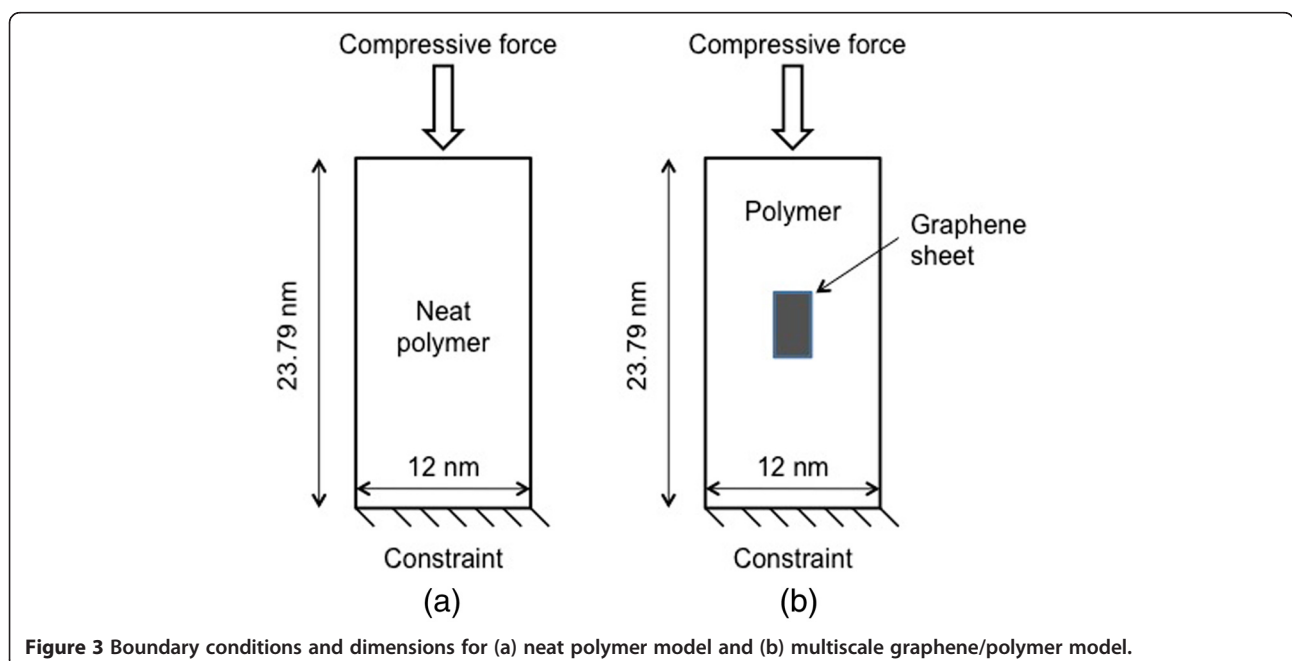 Compressive force
Compressive force
23.79 nm
Neat
polymer
12 nm
Constraint
(a)
23.79 nm
Polymer
Graphene
sheet
12 nm
Constraint
(b)
Figure 3 Boundary conditions and dimensions for (a) neat polymer model and (b) multiscale graphene/polymer model.